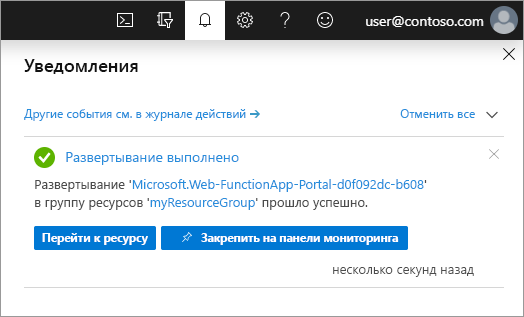 user@contoso.com
Уведомления
Другие события см. в журнале действий →
Отменить все
Развертывание выполнено
Развертывание 'Microsoft.Web-FunctionApp-Portal-d0f092dc-b608'
в группу ресурсов 'myResourceGroup' прошло успешно.
Перейти к ресурсу
Закрепить на панели мониторинга
несколько секунд назад